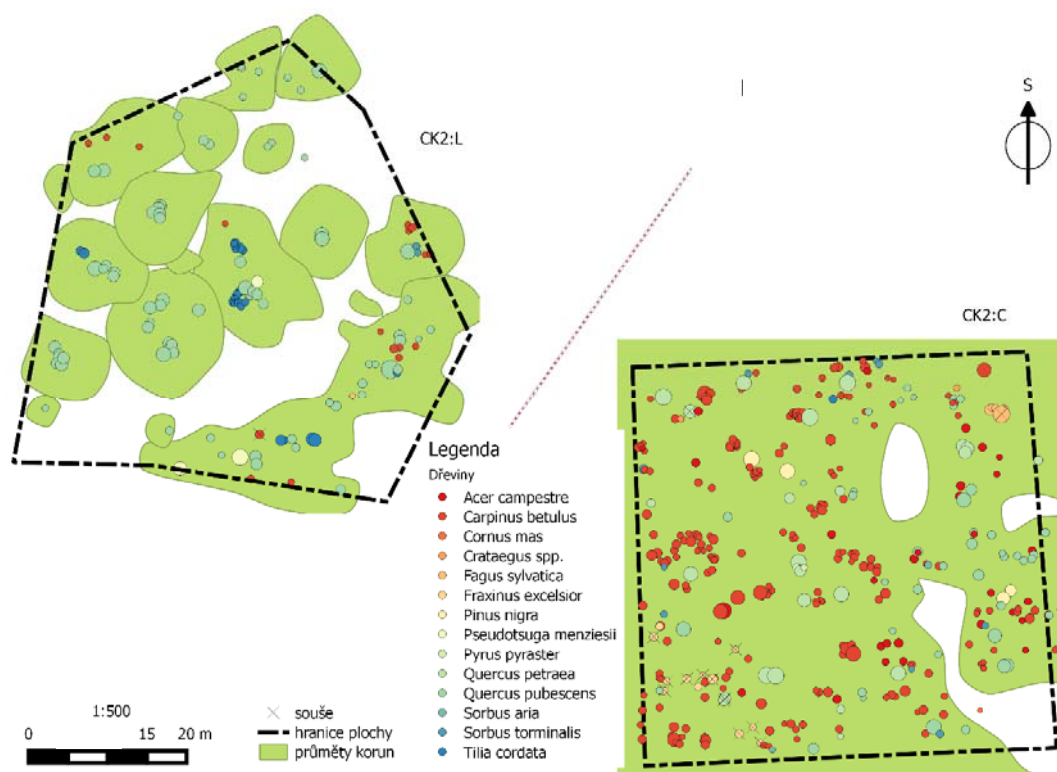 S
CK2:L
CK2:C
Legenda
Dřeviny
Acer campestre
Carpinus betulus
Cornus mas
Crataegus spp.
Fagus sylvatica
Fraxinus excelsior
Pinus nigra
Pseudotsuga menziesii
Pyrus pyraster
Quercus petraea
Quercus pubescens
Sorbus aria
Sorbus torminalis
Tilia cordata
souše
hranice plochy
průměty korun
1:500
0 15 20 m